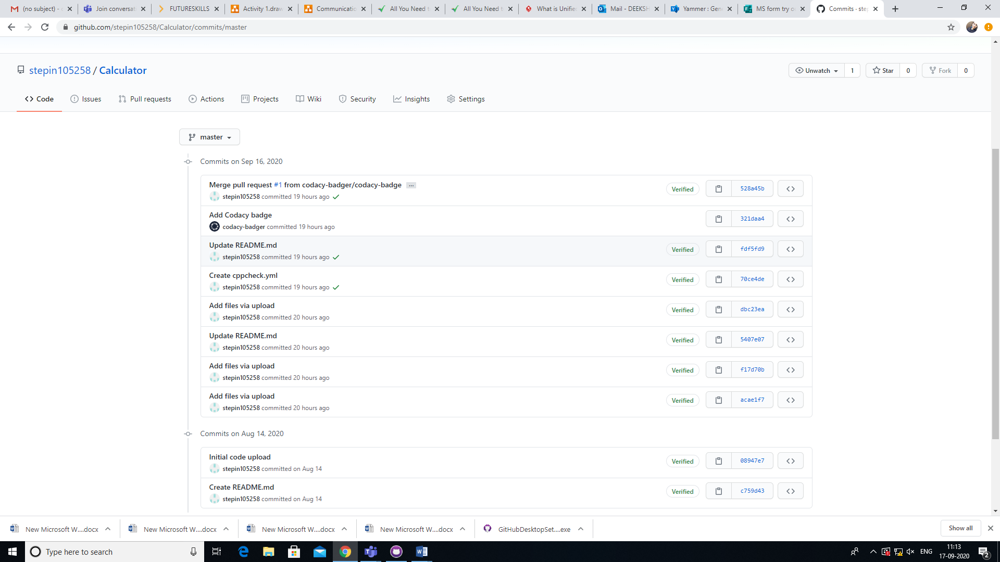 (no subject) -
Join conversat
FUTURESKILLS
Activity 1.draw
Communicatio
All You Need t
All You Need t
What is Unified
Mail - DEEKSH
Yammer : Gene
MS form try o
Commits · step
github.com/stepin105258/Calculator/commits/master
stepin105258 / Calculator
Unwatch 1
Star 0
Fork 0
Code
Issues
Pull requests
Actions
Projects
Wiki
Security
Insights
Settings
master
Commits on Sep 16, 2020
Merge pull request #1 from codacy-badger/codacy-badge ...
stepin105258 committed 19 hours ago
Verified
528a45b
Add Codacy badge
codacy-badger committed 19 hours ago
321daa4
Update README.md
stepin105258 committed 19 hours ago
Verified
fdf5fd9
Create cppcheck.yml
stepin105258 committed 19 hours ago
Verified
70ce4de
Add files via upload
stepin105258 committed 20 hours ago
Verified
dbc23ea
Update README.md
stepin105258 committed 20 hours ago
Verified
5407e07
Add files via upload
stepin105258 committed 20 hours ago
Verified
f17d70b
Add files via upload
stepin105258 committed 20 hours ago
Verified
acae1f7
Commits on Aug 14, 2020
Initial code upload
stepin105258 committed on Aug 14
Verified
08947e7
Create README.md
stepin105258 committed on Aug 14
Verified
c759d43
New Microsoft W....docx
New Microsoft W....docx
New Microsoft W....docx
New Microsoft W....docx
GitHubDesktopSet....exe
Show all
Type here to search
ENG
11:13
17-09-2020
2